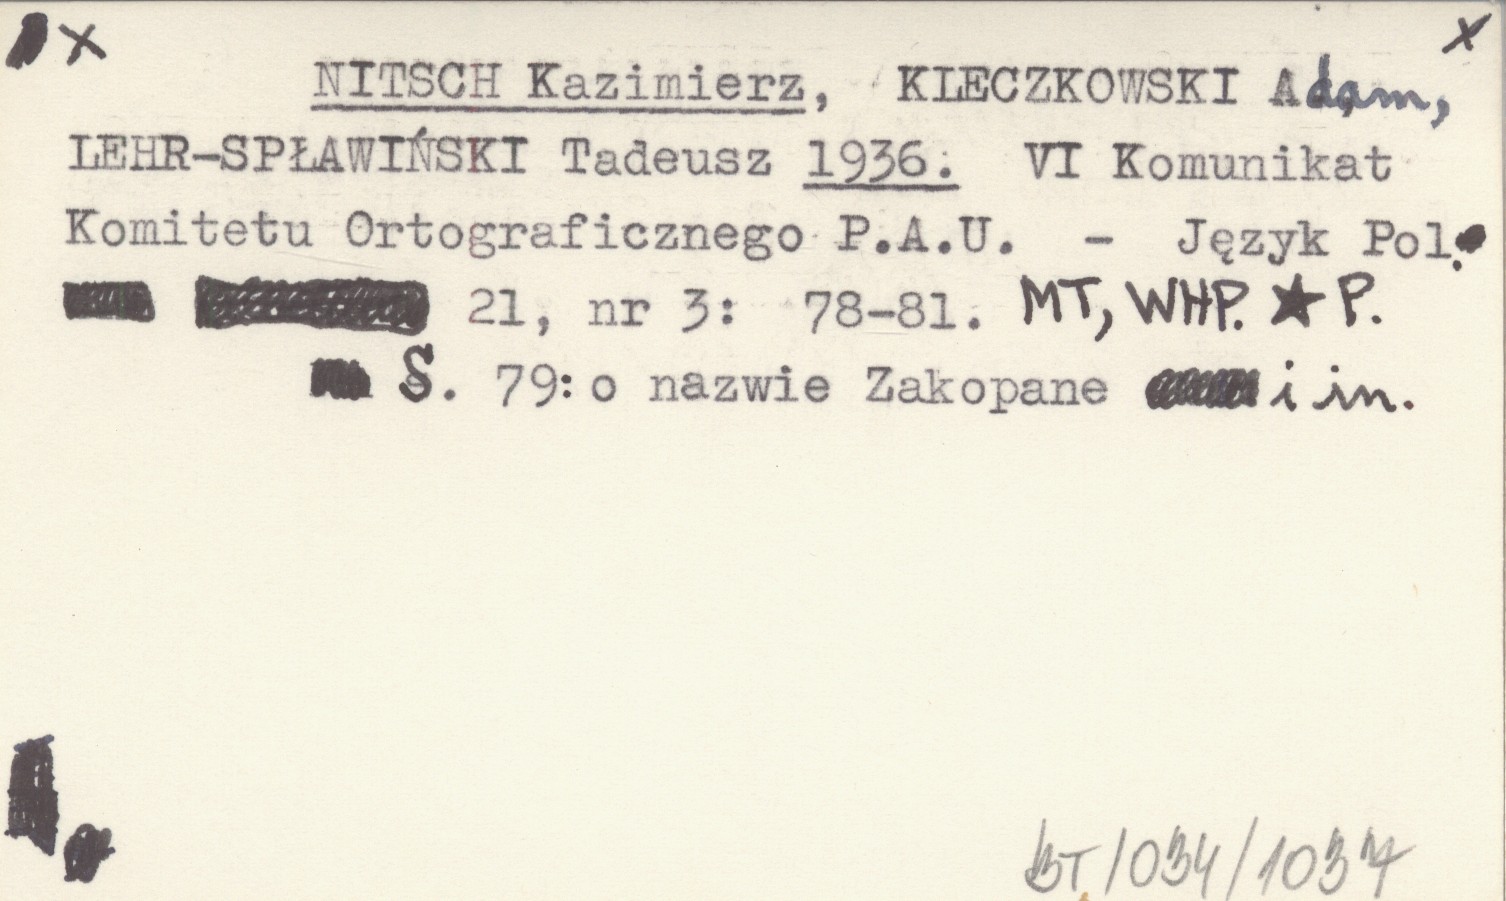 x x
NITSCH Kazimierz, KLECZKOWSKI Adam,
LEHR-SPŁAWIŃSKI Tadeusz 1936. VI Komunikat
Komitetu Ortograficznego P.A.U. - Język Pol.
21, nr 3: 78-81. MT, WHP. ★ P.
S. 79: o nazwie Zakopane i in.
BT/034/1037